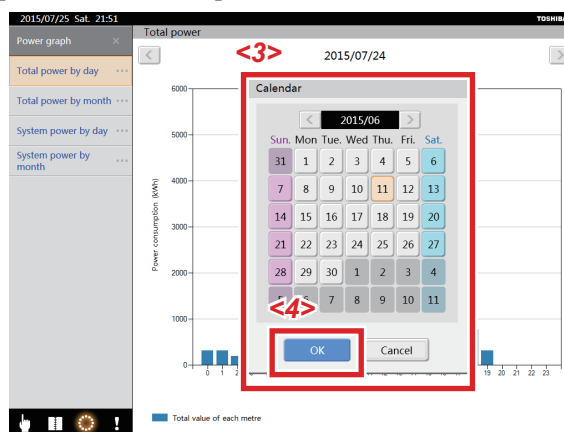 2015/07/25 Sat. 21:51
TOSHIBA
Power graph ×
Total power
Total power by day
Total power by month
System power by day
System power by
month
<3>
2015/07/24
Calendar
2015/06
Sun. Mon Tue. Wed Thu. Fri. Sat.
31 1 2 3 4 5 6
7 8 9 10 11 12 13
14 15 16 17 18 19 20
21 22 23 24 25 26 27
28 29 30 1 2 3 4
7 8 9 10 11
<4>
OK Cancel
Power consumption (kWh)
6000
5000
4000
3000
2000
1000
0
0 1 2
19 20 21 22 23
Total value of each metre